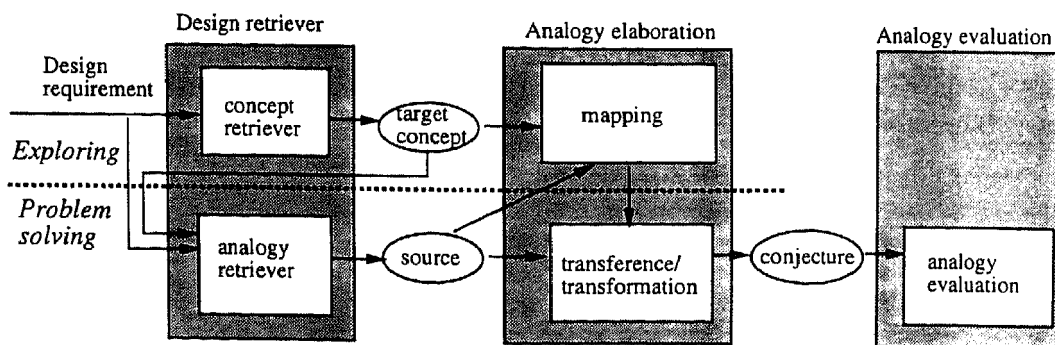 Design retriever
Analogy elaboration
Analogy evaluation
Design
requirement
concept
retriever
target
concept
mapping
Exploring
Problem
solving
analogy
retriever
source
transference/
transformation
conjecture
analogy
evaluation